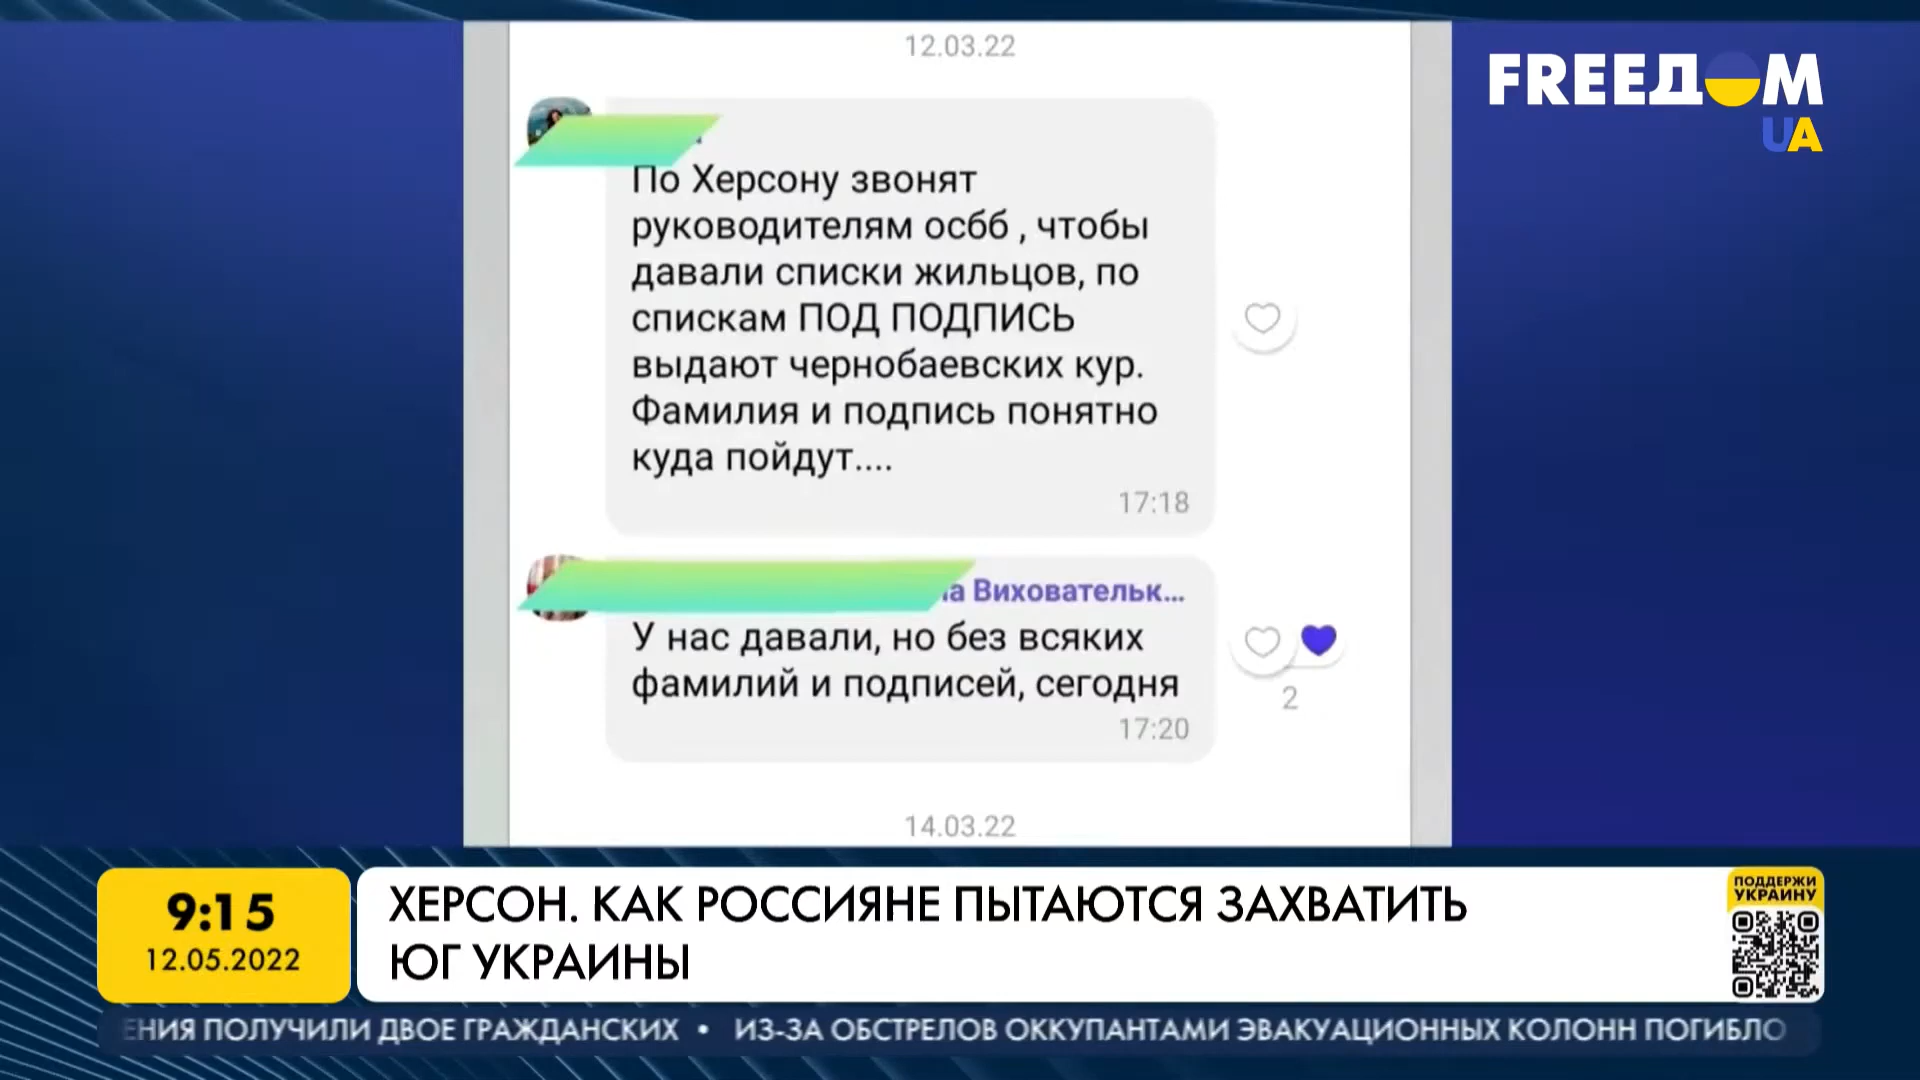 12.03.22
FREEДOM
UA
По Херсону звонят
руководителям осбб , чтобы
давали списки жильцов, по
спискам ПОД ПОДПИСЬ
выдают чернобаевских кур.
Фамилия и подпись понятно
куда пойдут....
17:18
Виховательк...
У нас давали, но без всяких
фамилий и подписей, сегодня
17:20
2
14.03.22
9:15
12.05.2022
ХЕРСОН. КАК РОССИЯНЕ ПЫТАЮТСЯ ЗАХВАТИТЬ
ЮГ УКРАИНЫ
ПОДДЕРЖИ
УКРАИНУ
ЕНИЯ ПОЛУЧИЛИ ДВОЕ ГРАЖДАНСКИХ • ИЗ-ЗА ОБСТРЕЛОВ ОККУПАНТАМИ ЭВАКУАЦИОННЫХ КОЛОНН ПОГИБЛО